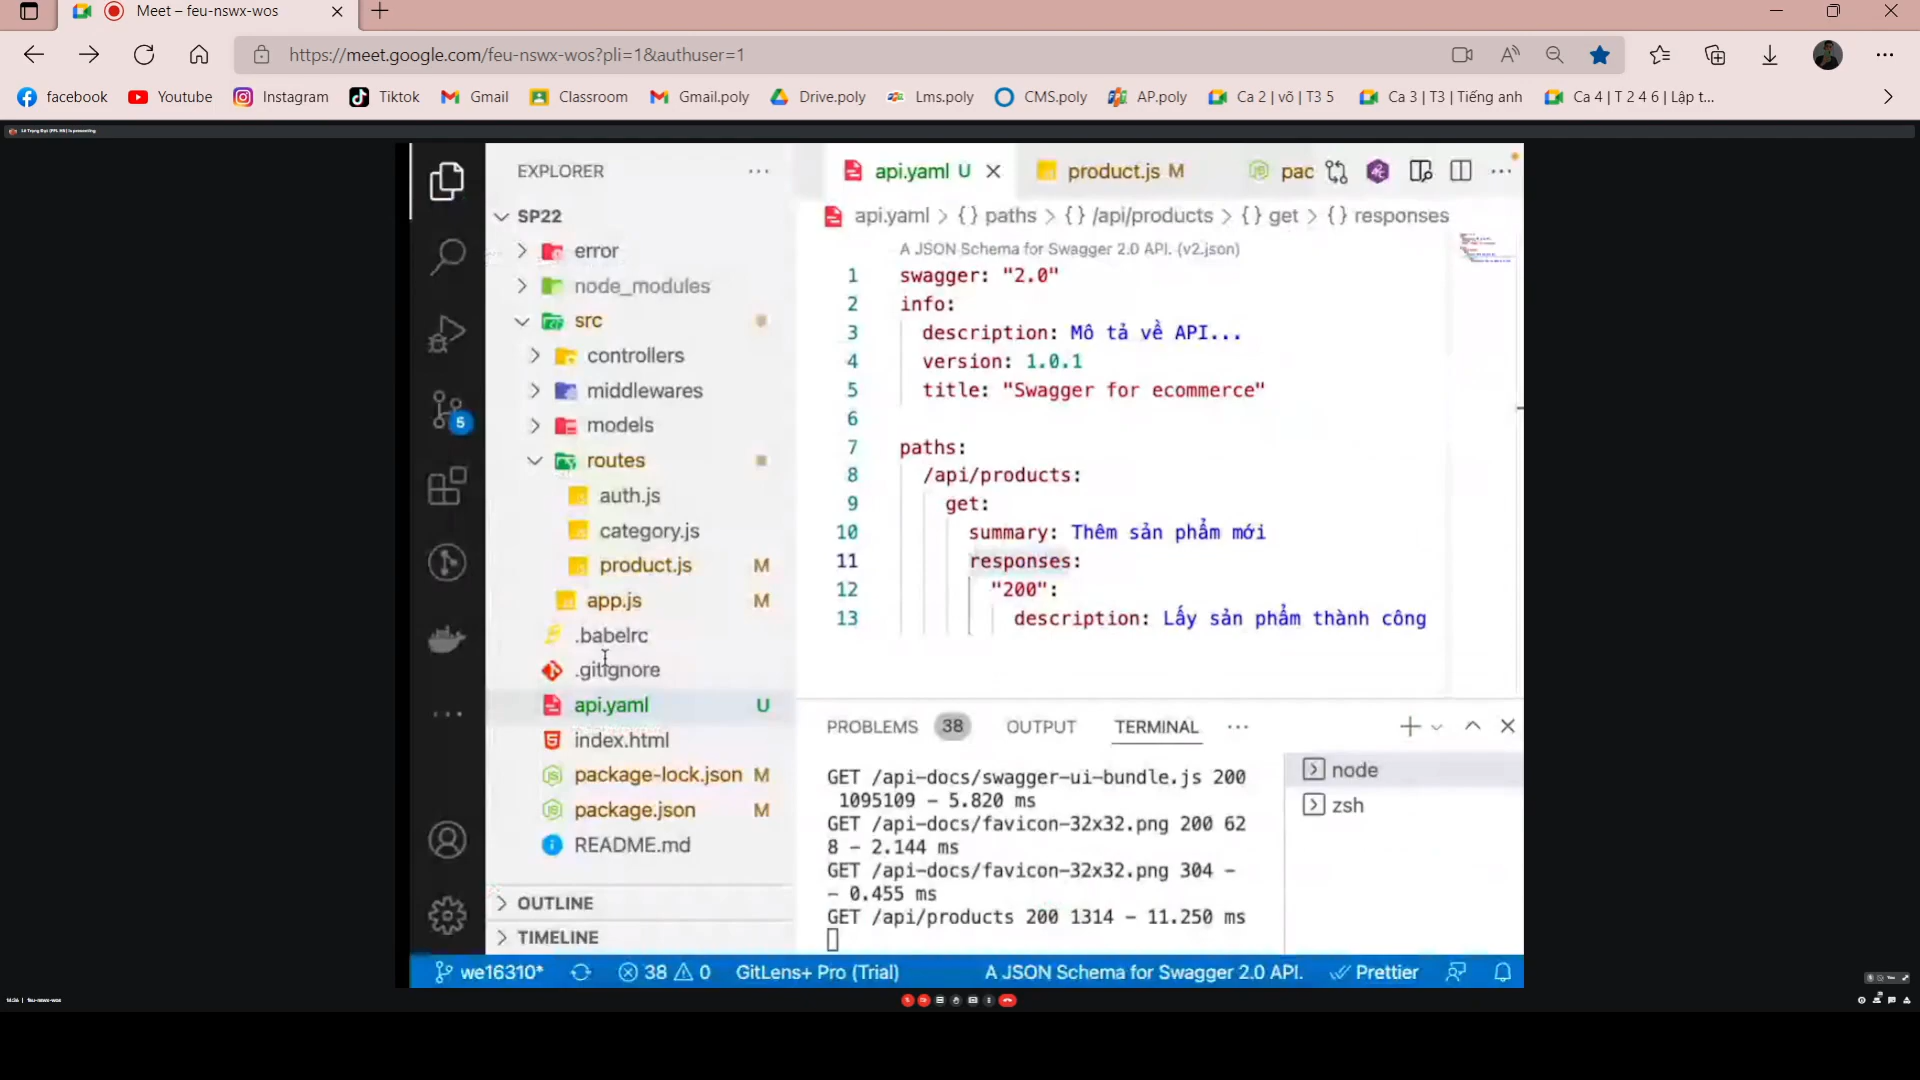 Meet – feu-nswx-wos
https://meet.google.com/feu-nswx-wos?pli=1&authuser=1
facebook
Youtube
Instagram
Tiktok
Gmail
Classroom
Gmail.poly
Drive.poly
Lms.poly
CMS.poly
AP.poly
Ca 2 | võ | T3 5
Ca 3 | T3 | Tiếng anh
Ca 4 | T 2 4 6 | Lập t...
EXPLORER
SP22
error
node_modules
src
controllers
middlewares
models
routes
auth.js
category.js
product.js M
app.js M
.babelrc
.gitignore
api.yaml U
index.html
package-lock.json M
package.json M
README.md
OUTLINE
TIMELINE
5
api.yaml U
product.js M
pac
api.yaml > {} paths > {} /api/products > {} get > {} responses
A JSON Schema for Swagger 2.0 API. (v2.json)
1 swagger: "2.0"
2 info:
3 description: Mô tả về API...
4 version: 1.0.1
5 title: "Swagger for ecommerce"
6
7 paths:
8 /api/products:
9 get:
10 summary: Thêm sản phẩm mới
11 responses:
12 "200":
13 description: Lấy sản phẩm thành công
PROBLEMS 38 OUTPUT TERMINAL
GET /api-docs/swagger-ui-bundle.js 200
1095109 – 5.820 ms
GET /api-docs/favicon-32x32.png 200 62
8 – 2.144 ms
GET /api-docs/favicon-32x32.png 304 –
– 0.455 ms
GET /api/products 200 1314 – 11.250 ms
node
zsh
we16310* 38 0 GitLens+ Pro (Trial) A JSON Schema for Swagger 2.0 API. Prettier
feu-nswx-wos